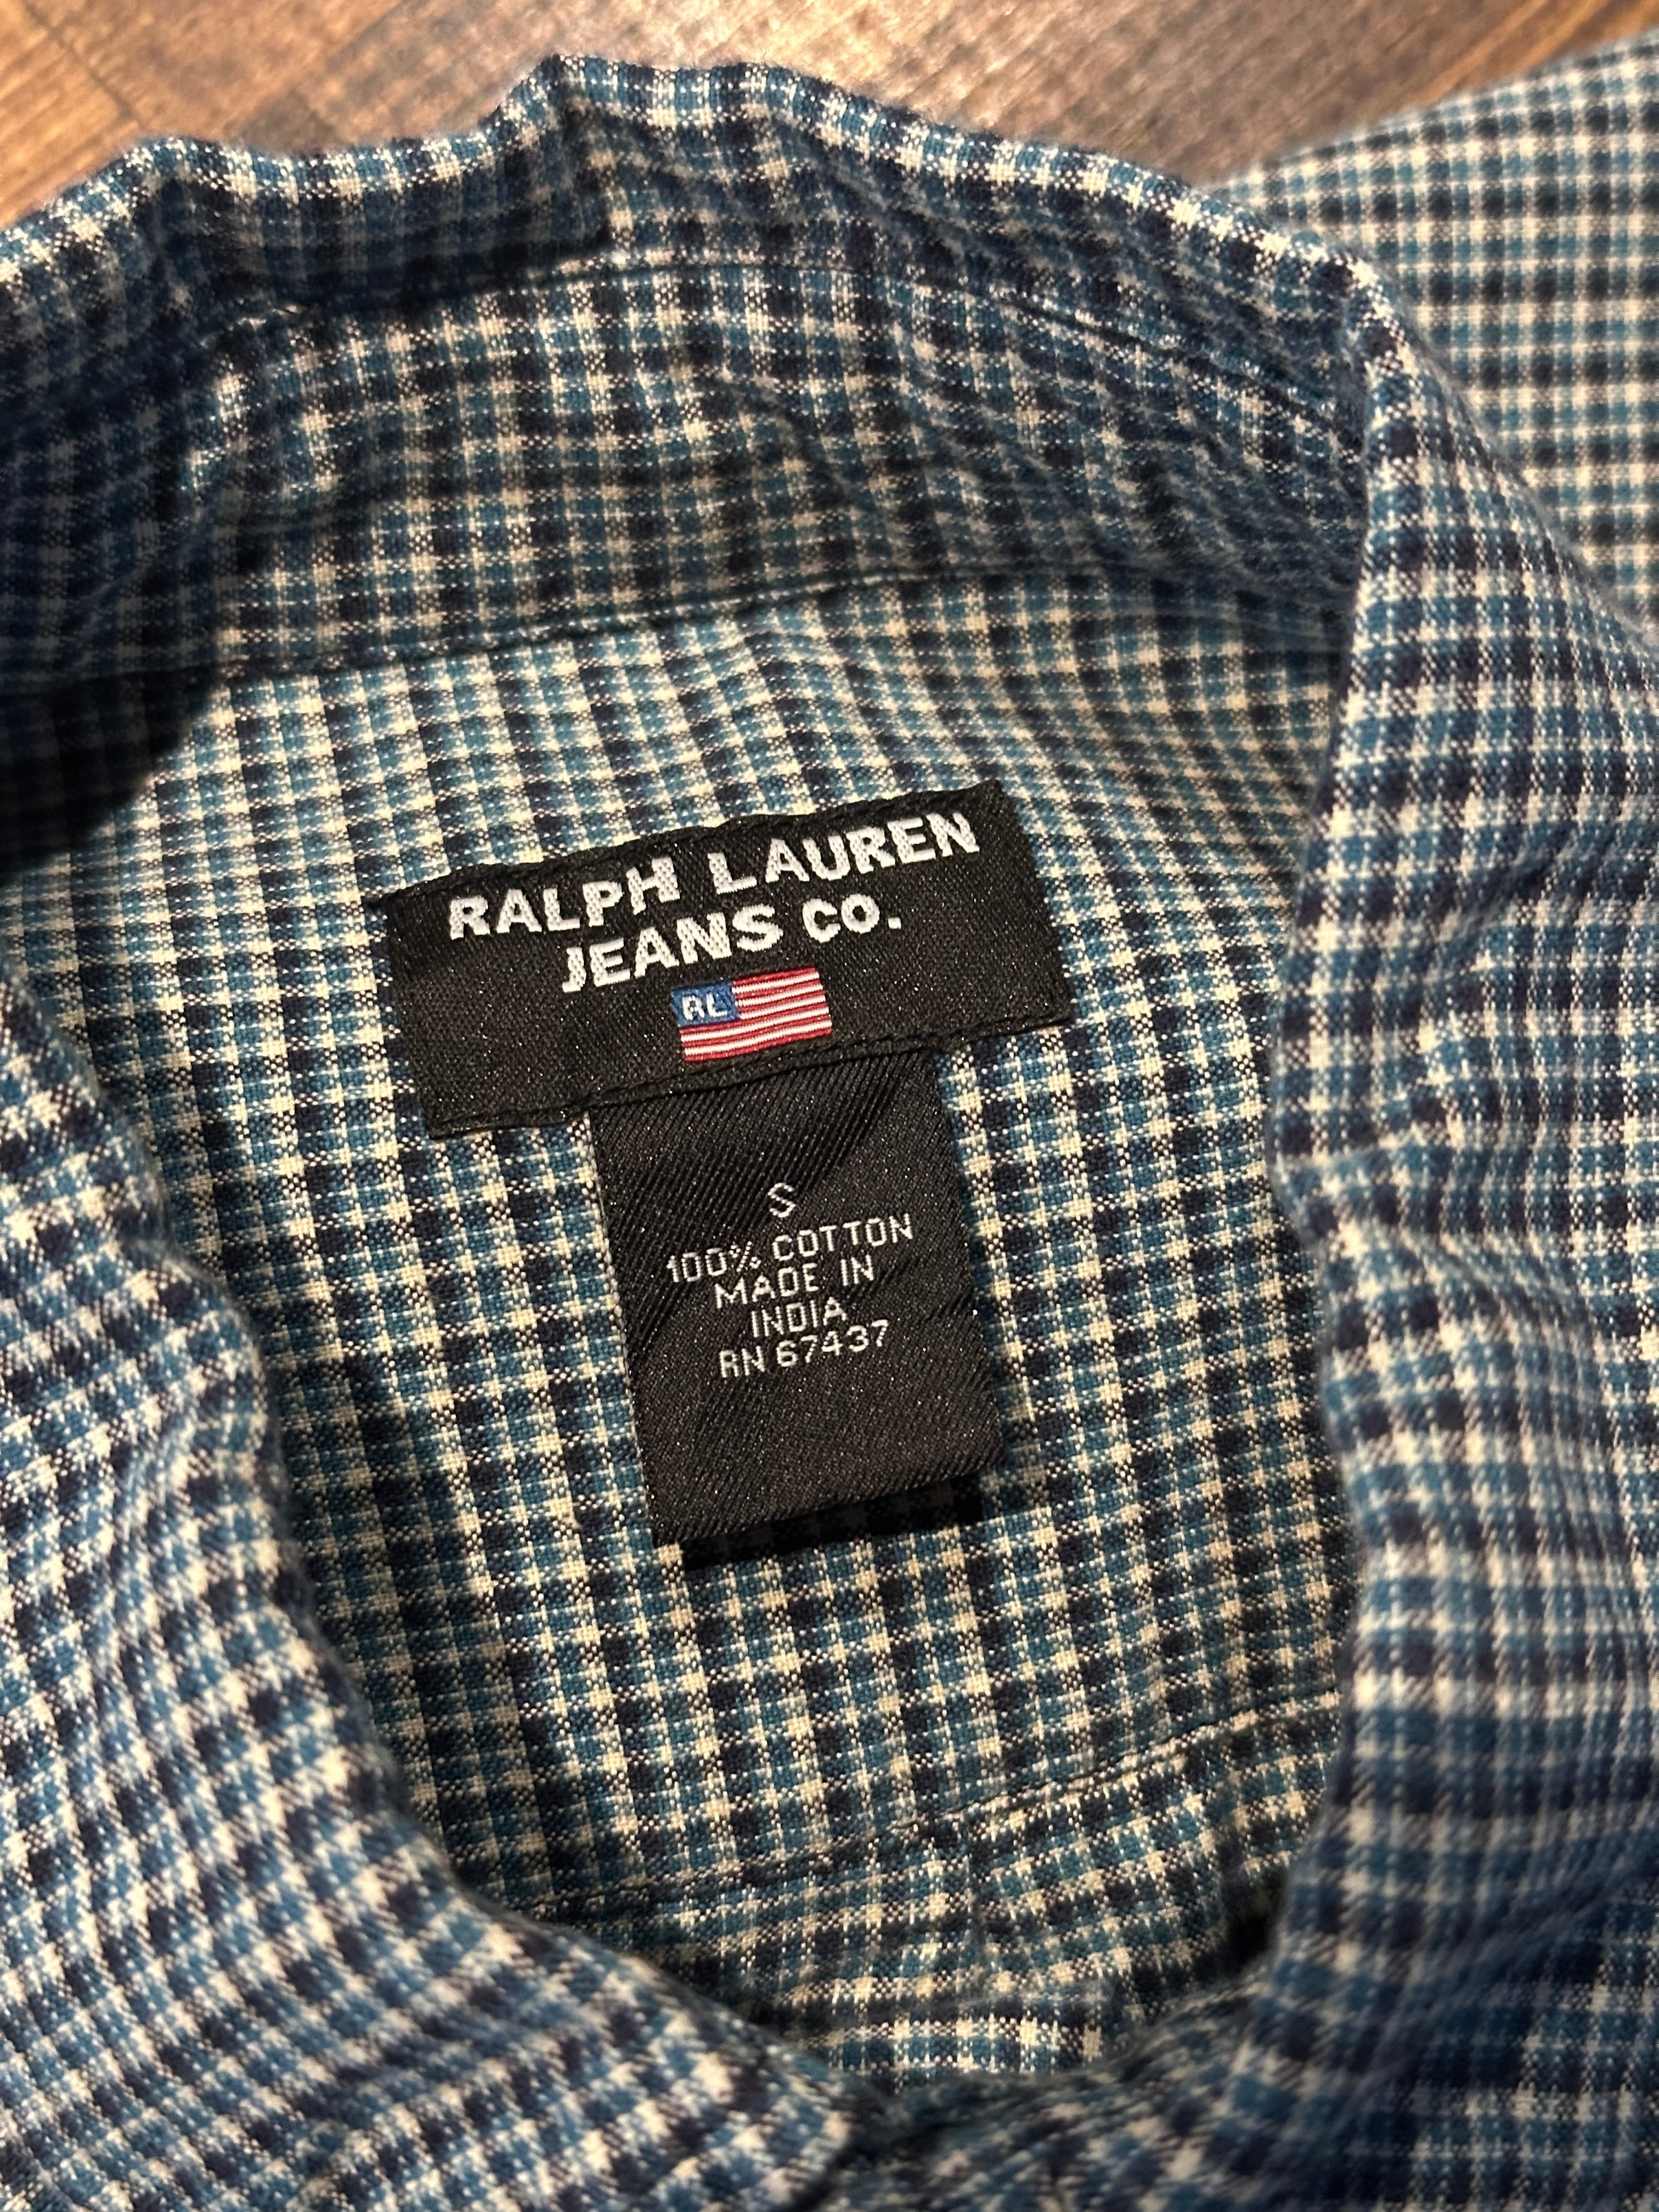 RALPH LAUREN
JEANS CO.
RL
S
100% COTTON
MADE IN
INDIA
RN 67437